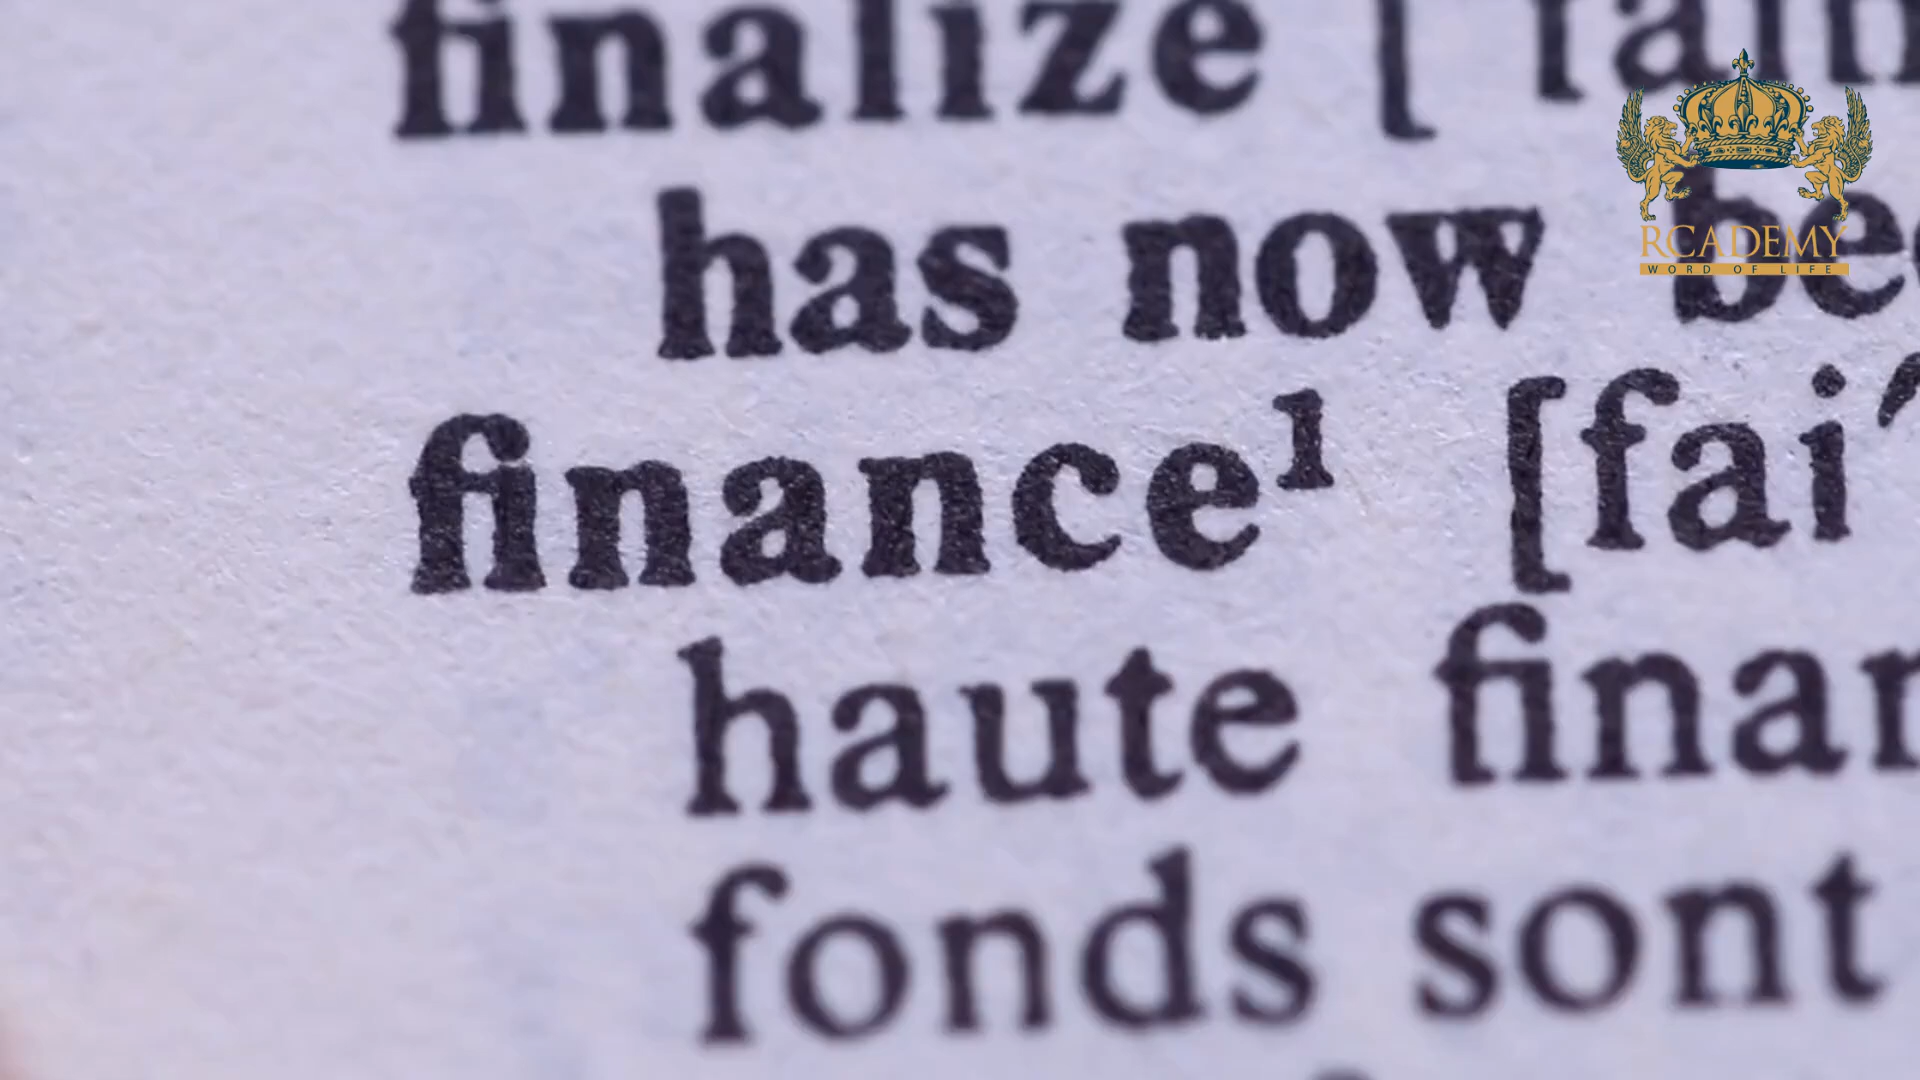 finalize [
has now
finance¹ [fai
haute
fonds sont
RCADEMY
WORD OF LIFE